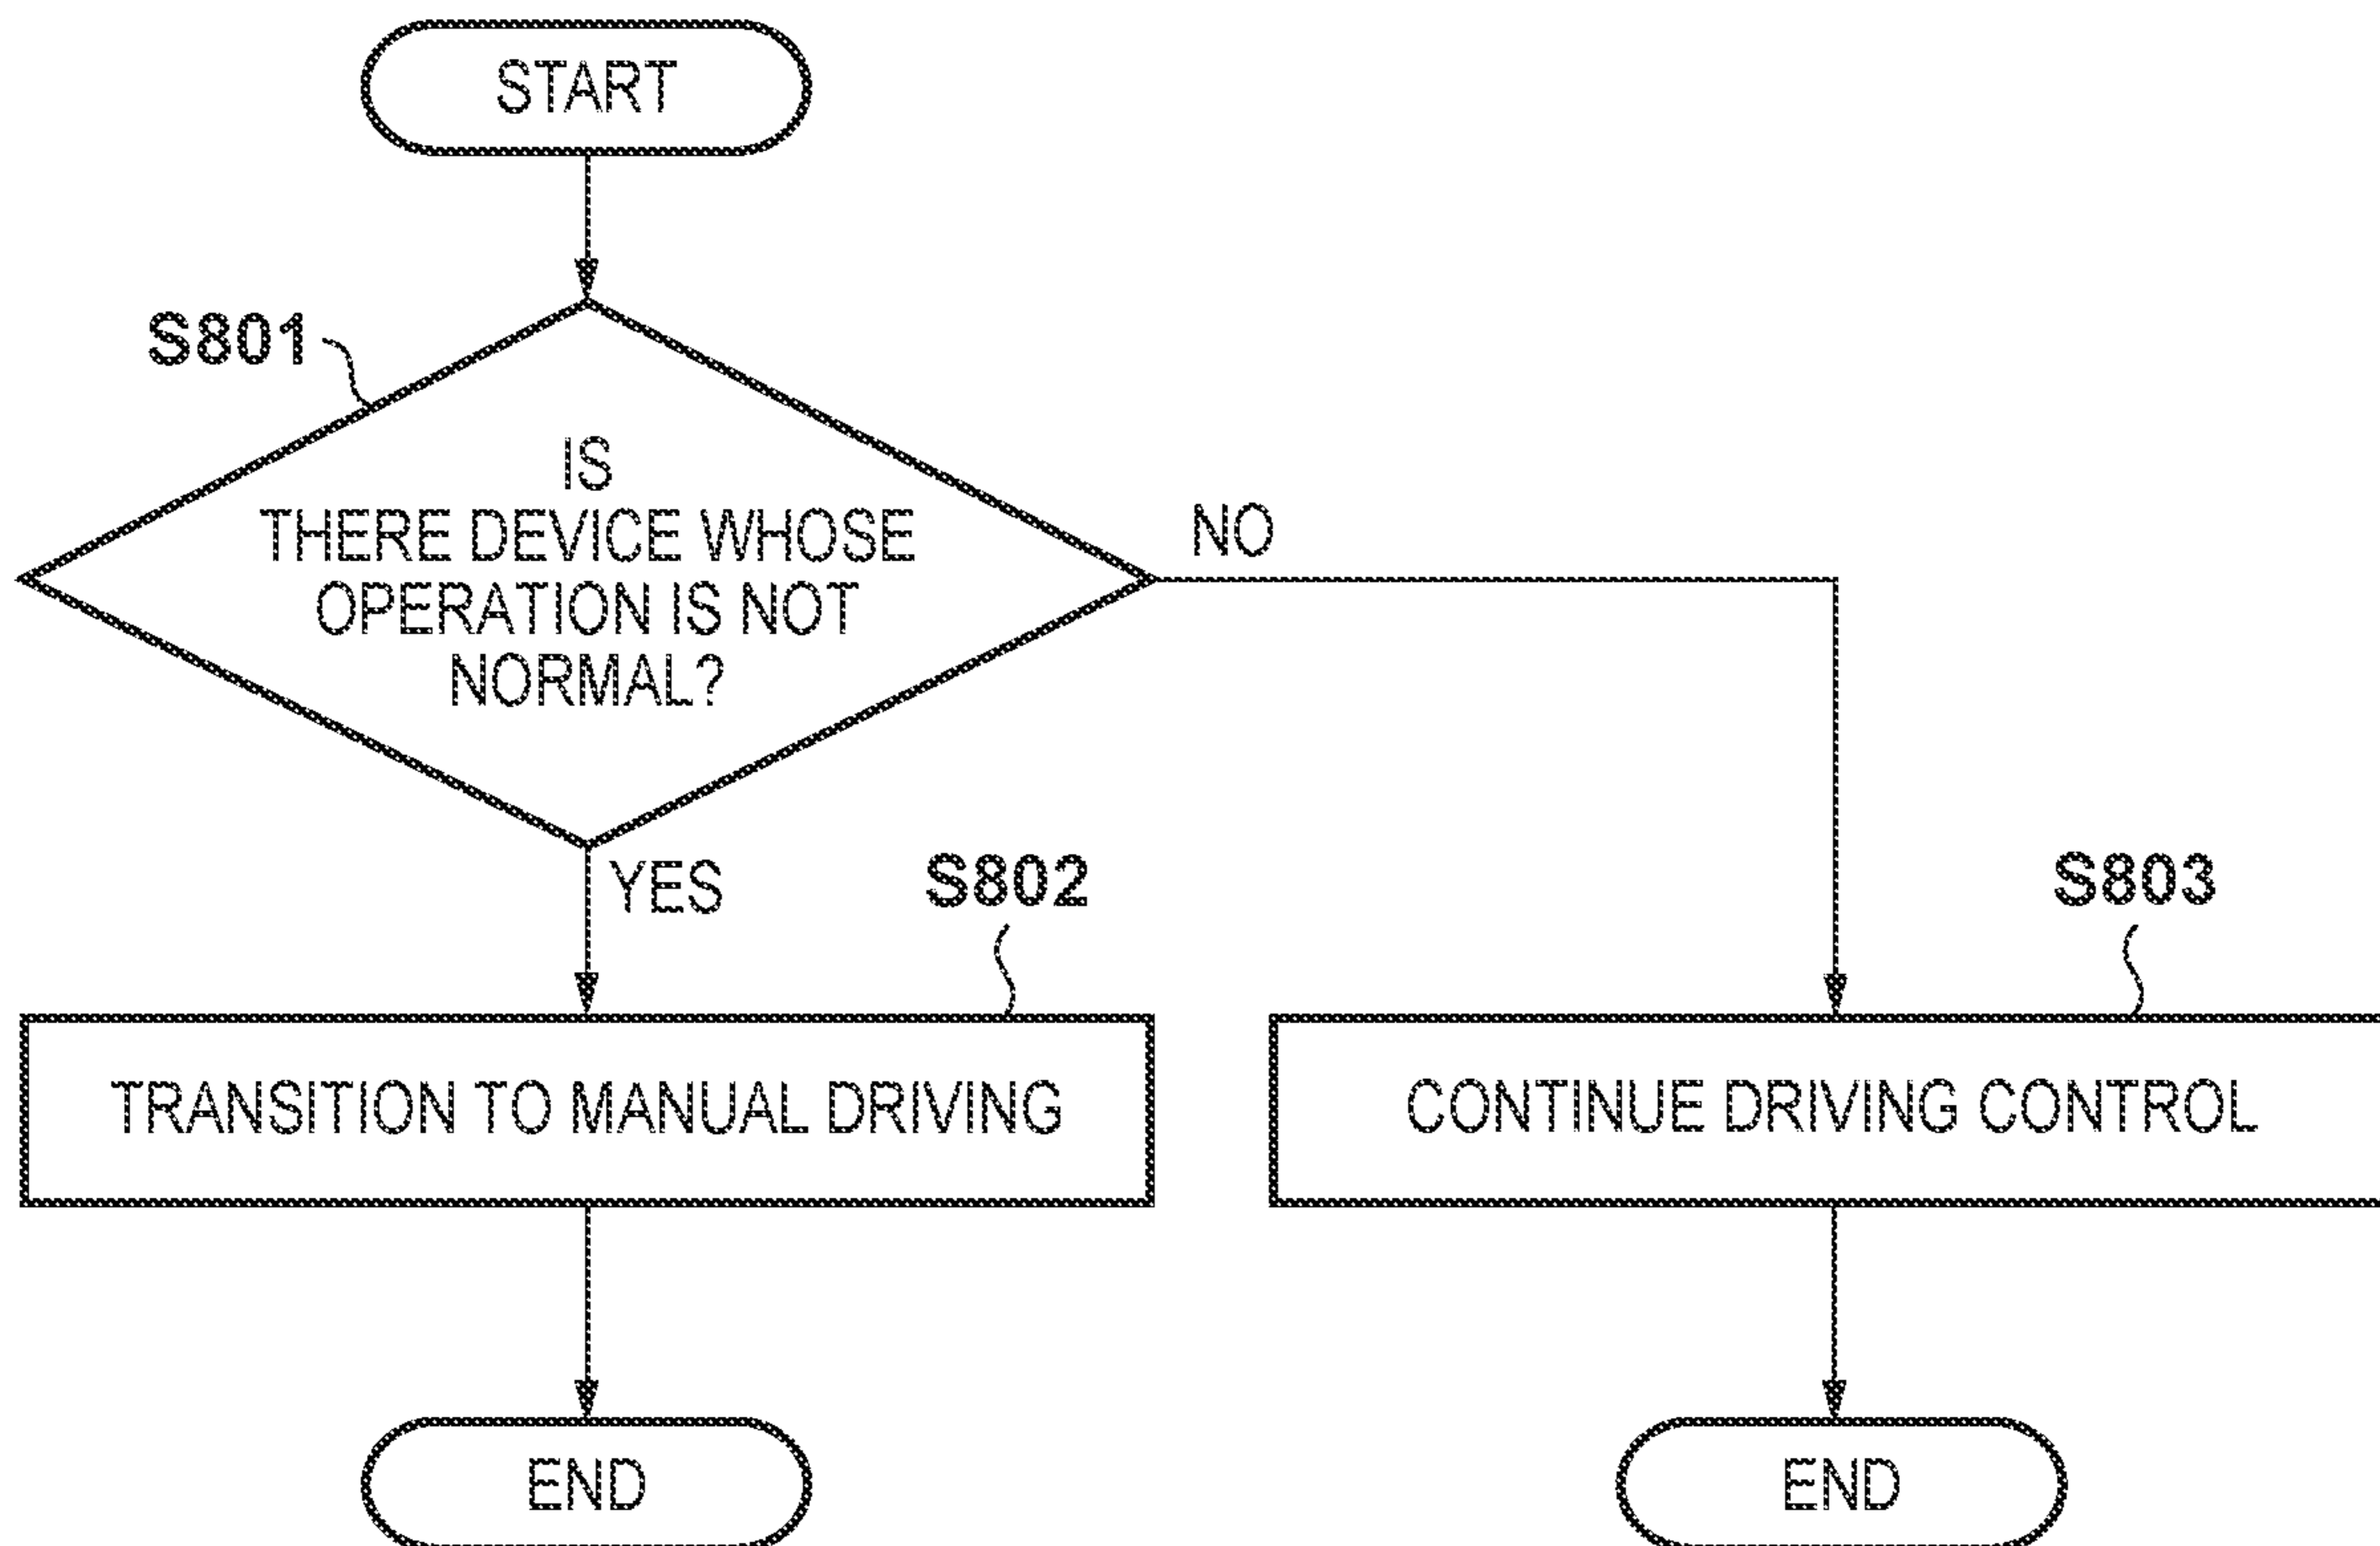 START
S801
IS
THERE DEVICE WHOSE
OPERATION IS NOT
NORMAL?
NO
YES
S802
S803
TRANSITION TO MANUAL DRIVING
CONTINUE DRIVING CONTROL
END
END